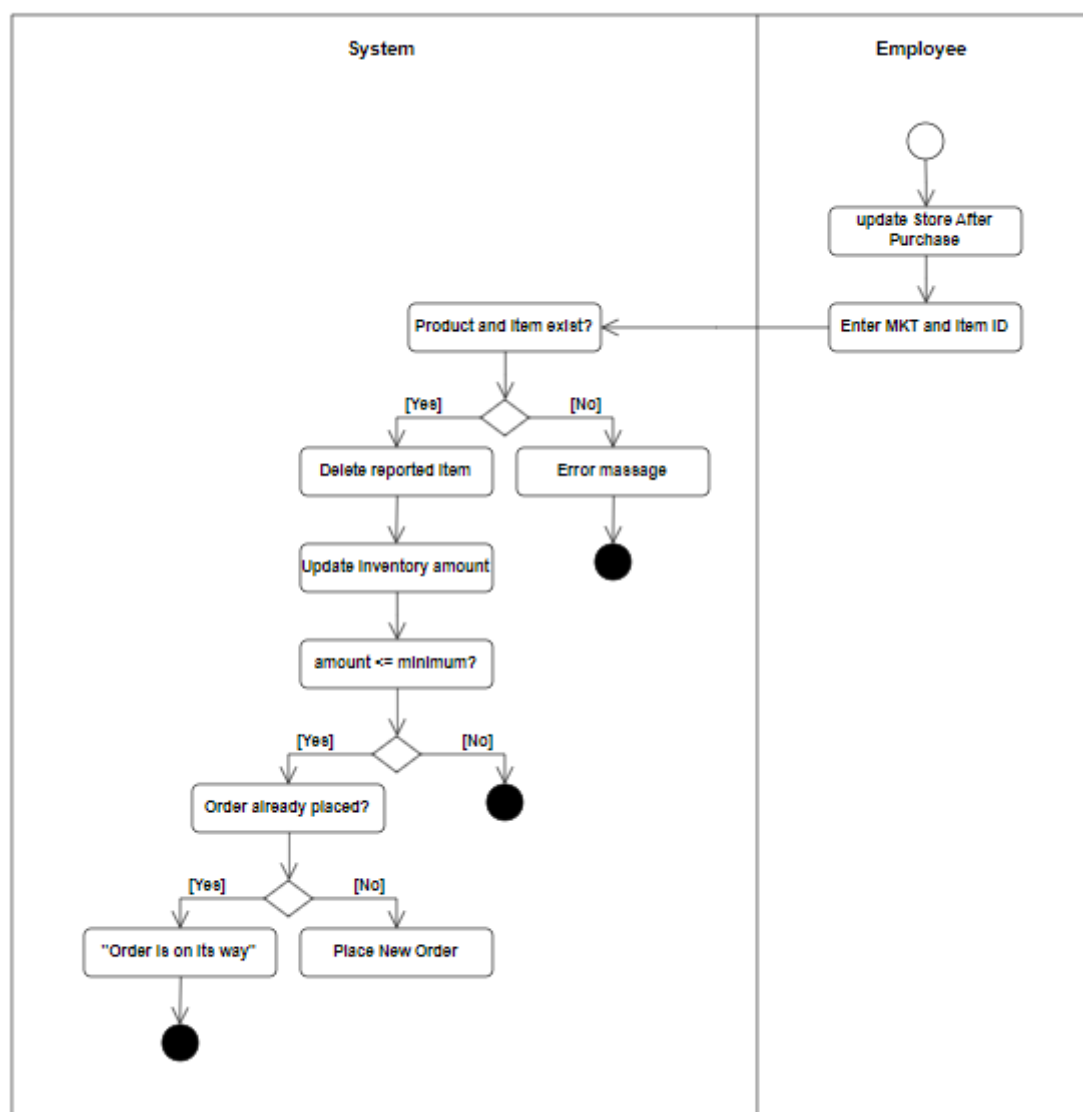 System
Employee
update Store After
Purchase
Product and Item exist?
Enter MKT and Item ID
[Yes]
[No]
Delete reported Item
Error massage
Update Inventory amount
amount <= minimum?
[Yes]
[No]
Order already placed?
[Yes]
[No]
"Order is on its way"
Place New Order